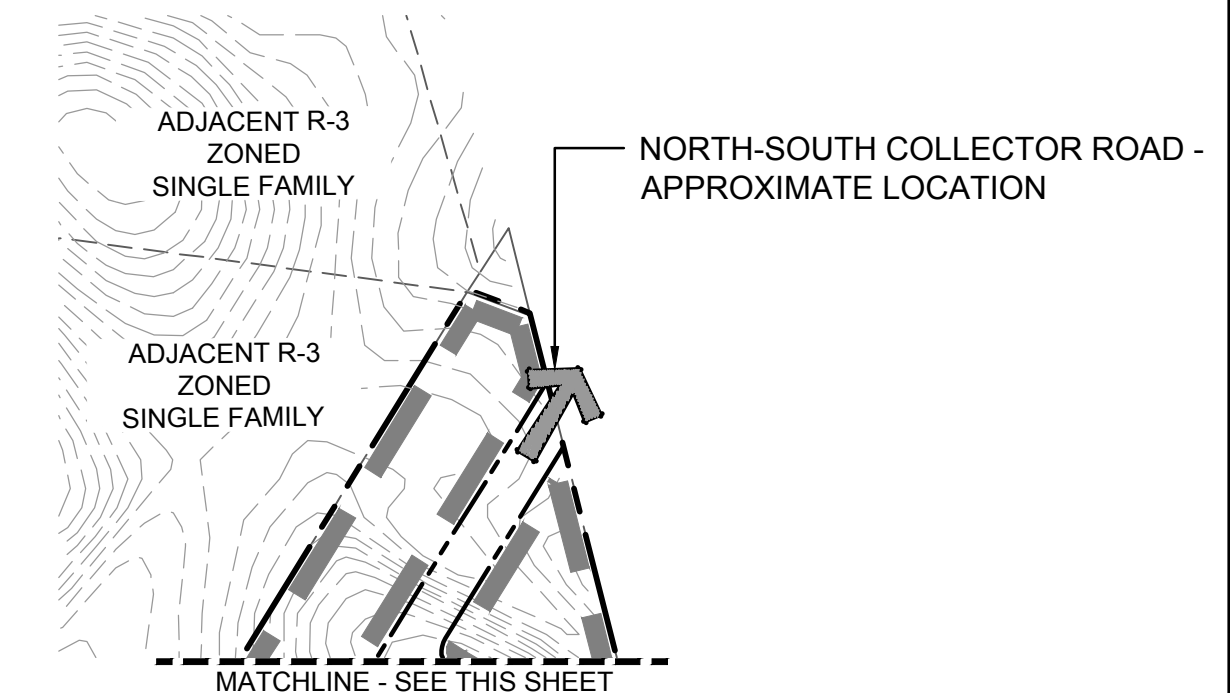 ADJACENT R-3
ZONED
SINGLE FAMILY
NORTH-SOUTH COLLECTOR ROAD -
APPROXIMATE LOCATION
ADJACENT R-3
ZONED
SINGLE FAMILY
MATCHLINE - SEE THIS SHEET